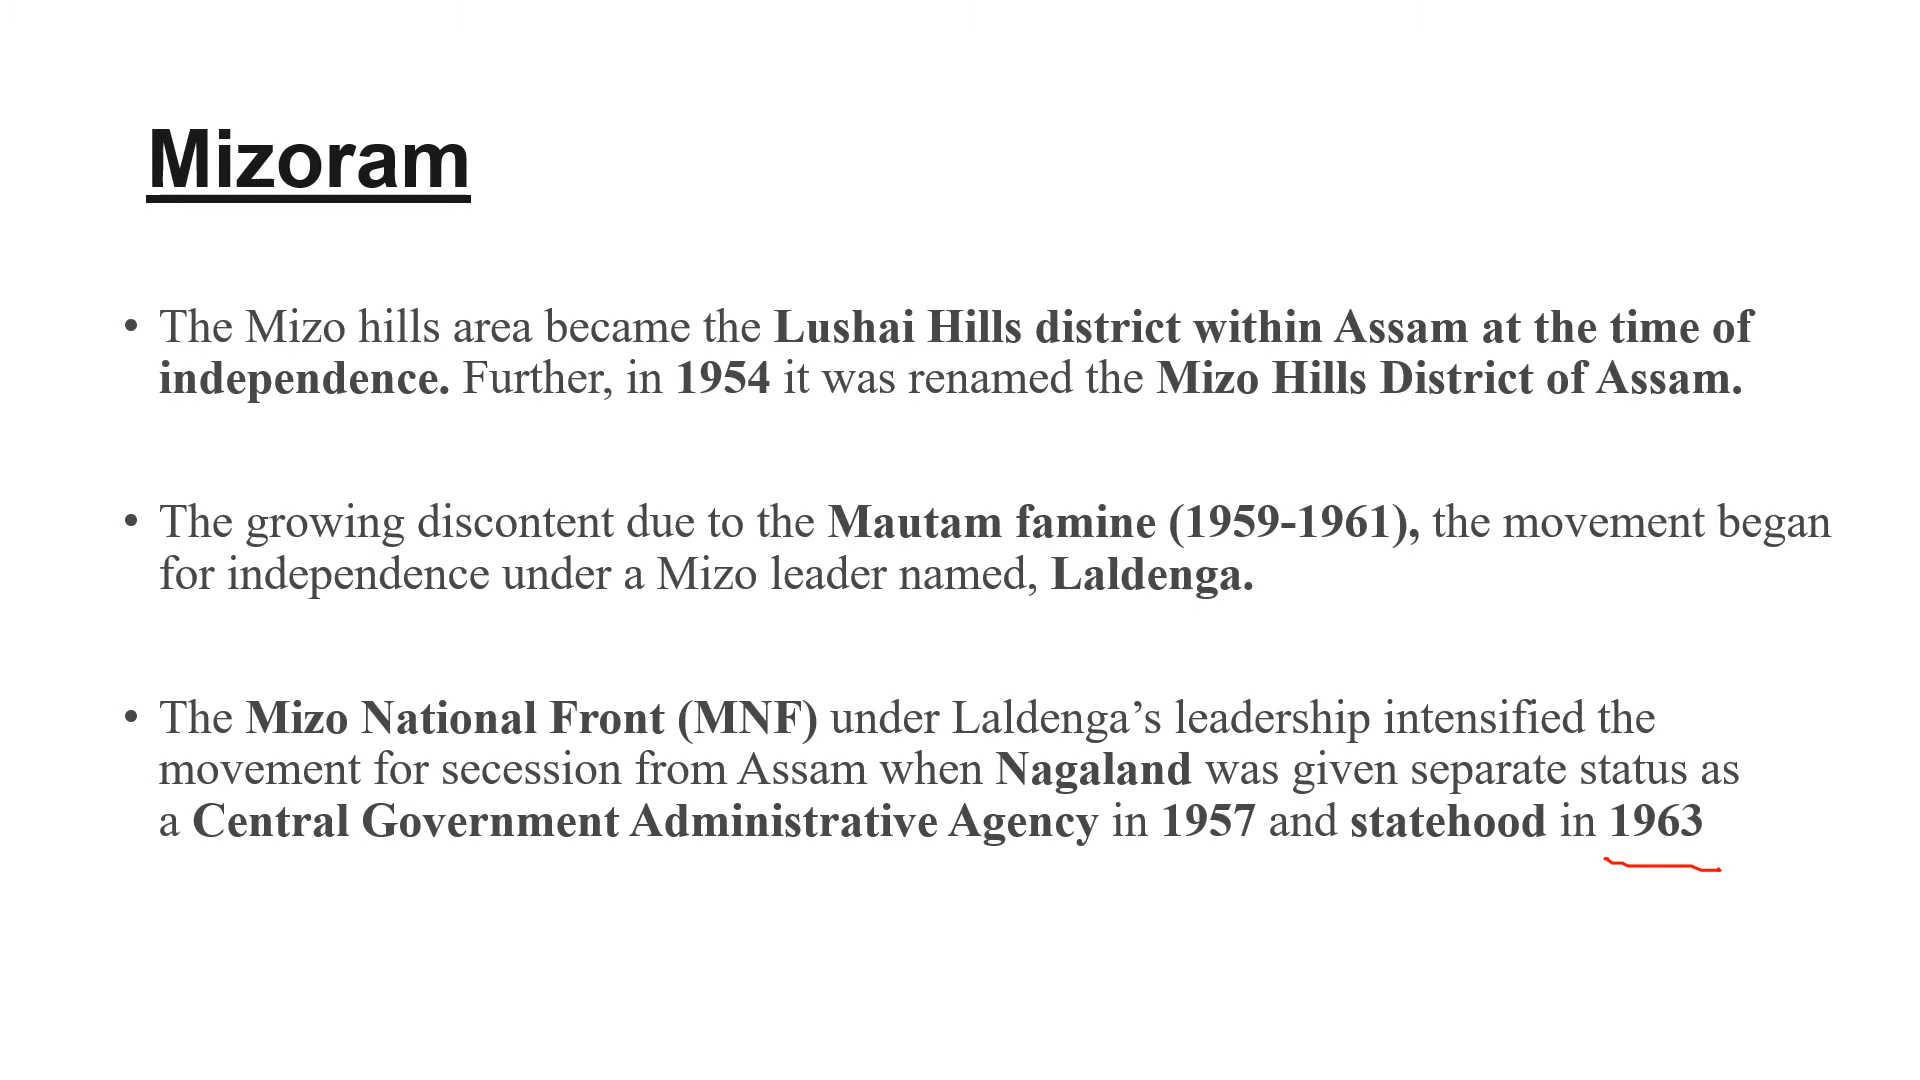 Mizoram
• The Mizo hills area became the Lushai Hills district within Assam at the time of
independence. Further, in 1954 it was renamed the Mizo Hills District of Assam.
• The growing discontent due to the Mautam famine (1959-1961), the movement began
for independence under a Mizo leader named, Laldenga.
• The Mizo National Front (MNF) under Laldenga’s leadership intensified the
movement for secession from Assam when Nagaland was given separate status as
a Central Government Administrative Agency in 1957 and statehood in 1963